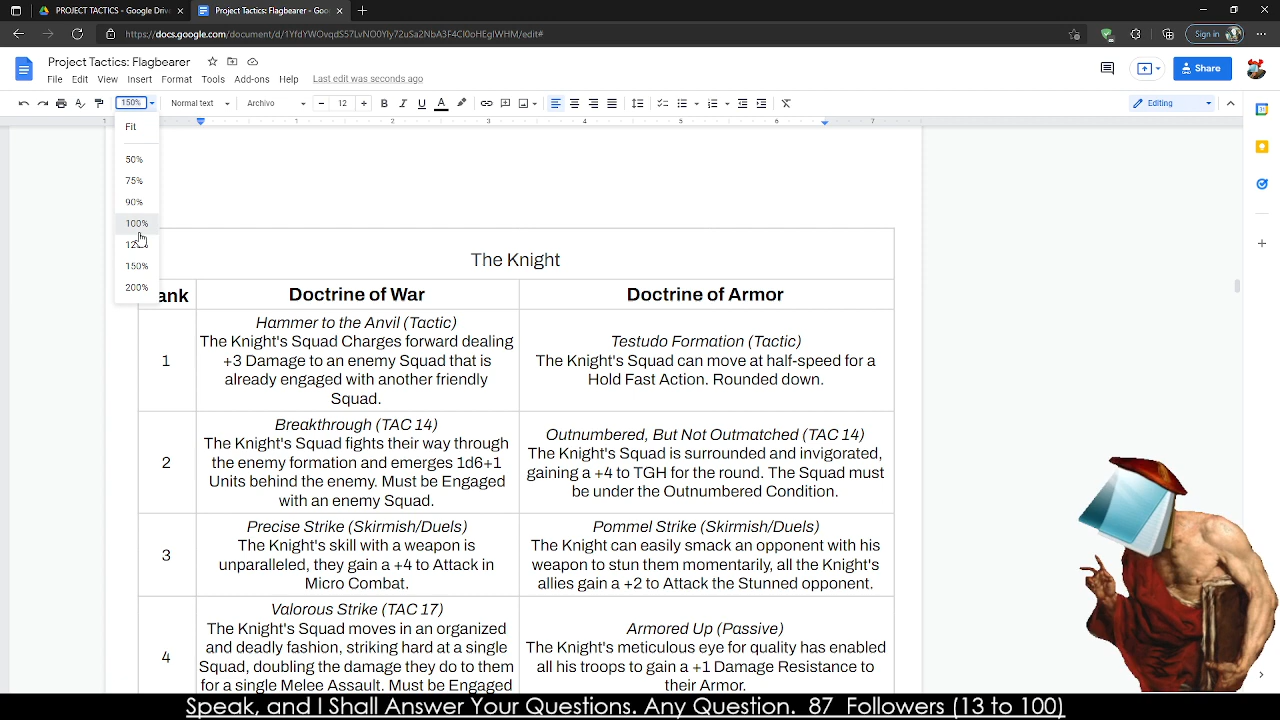 PROJECT TACTICS - Google Driv
Project Tactics: Flagbearer - Goo
https://docs.google.com/document/d/1YfdYWOvqdS57LvNO0Yly72uSa2NbA3F4Cl0oHEgIWHM/edit#
Sign in
Project Tactics: Flagbearer
File Edit View Insert Format Tools Add-ons Help Last edit was seconds ago
Share
150% Normal text Archivo 12 Editing
1 1 2 3 4 5 6 7
Fit
50%
75%
90%
100%
150%
200%
The Knight
ank Doctrine of War Doctrine of Armor
1
Hammer to the Anvil (Tactic)
The Knight's Squad Charges forward dealing
+3 Damage to an enemy Squad that is
already engaged with another friendly
Squad.
Testudo Formation (Tactic)
The Knight's Squad can move at half-speed for a
Hold Fast Action. Rounded down.
2
Breakthrough (TAC 14)
The Knight's Squad fights their way through
the enemy formation and emerges 1d6+1
Units behind the enemy. Must be Engaged
with an enemy Squad.
Outnumbered, But Not Outmatched (TAC 14)
The Knight's Squad is surrounded and invigorated,
gaining a +4 to TGH for the round. The Squad must
be under the Outnumbered Condition.
3
Precise Strike (Skirmish/Duels)
The Knight's skill with a weapon is
unparalleled, they gain a +4 to Attack in
Micro Combat.
Pommel Strike (Skirmish/Duels)
The Knight can easily smack an opponent with his
weapon to stun them momentarily, all the Knight's
allies gain a +2 to Attack the Stunned opponent.
4
Valorous Strike (TAC 17)
The Knight's Squad moves in an organized
and deadly fashion, striking hard at a single
Squad, doubling the damage they do to them
for a single Melee Assault. Must be Engaged
Armored Up (Passive)
The Knight's meticulous eye for quality has enabled
all his troops to gain a +1 Damage Resistance to
their Armor.
Speak, and I Shall Answer Your Questions. Any Question. 87 Followers (13 to 100)